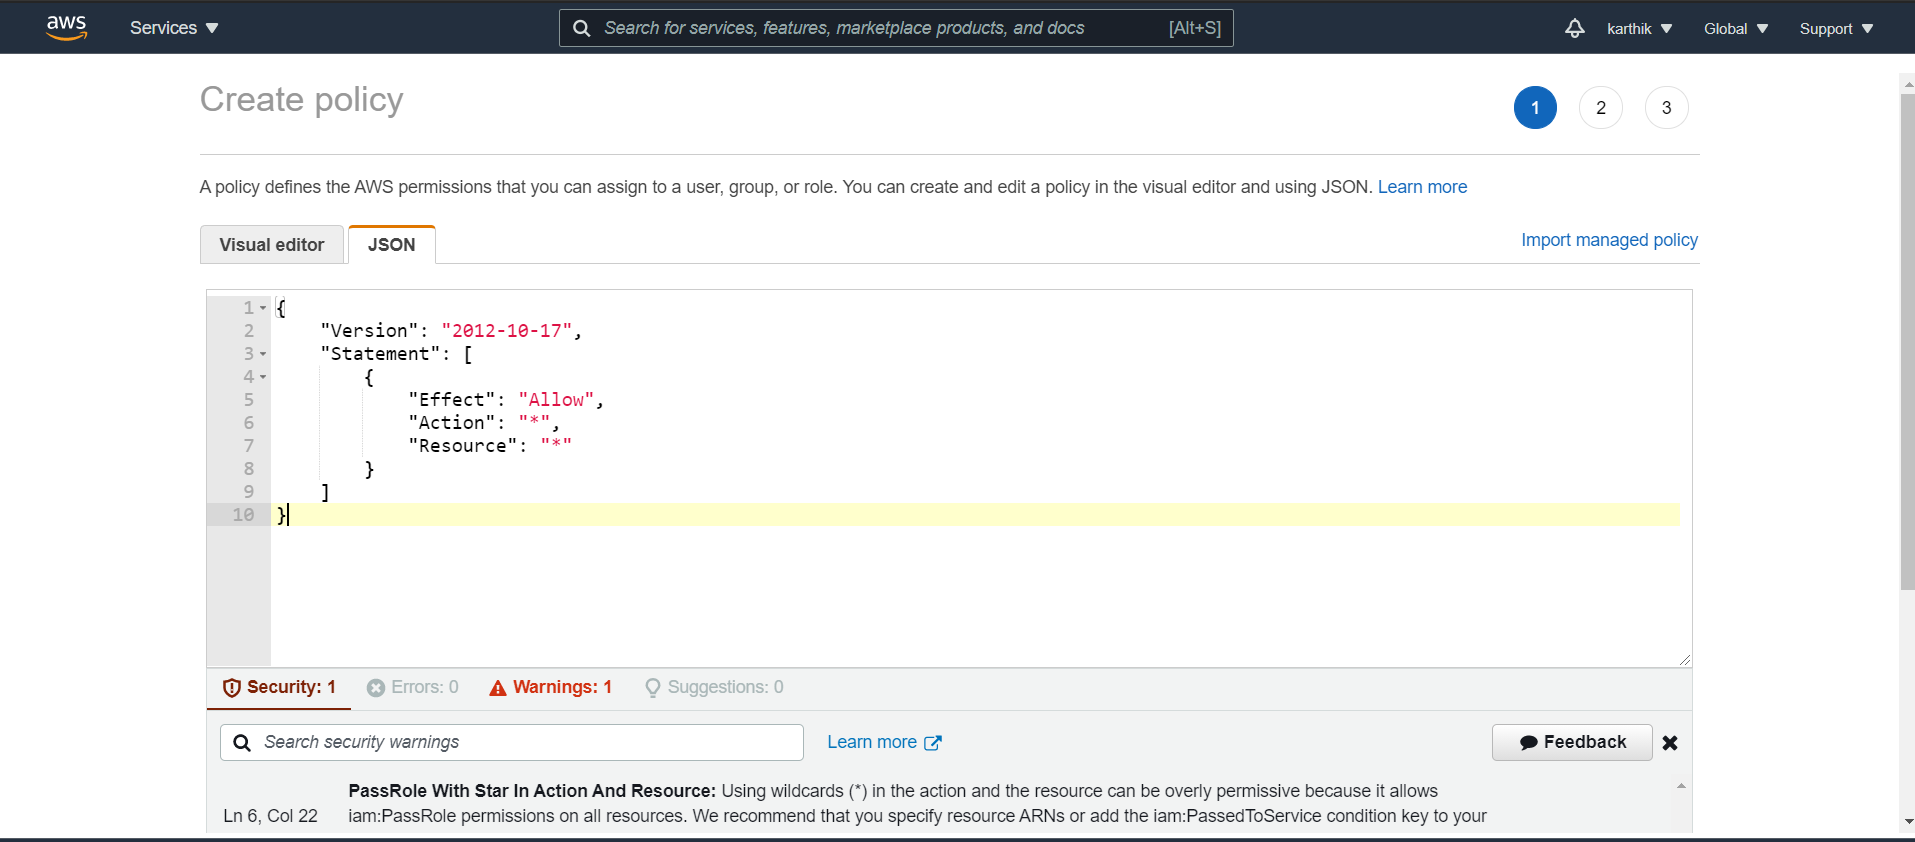 aws Services Search for services, features, marketplace products, and docs [Alt+S] karthik Global Support
Create policy
1 2 3
A policy defines the AWS permissions that you can assign to a user, group, or role. You can create and edit a policy in the visual editor and using JSON. Learn more
Visual editor JSON Import managed policy
1 {
2 "Version": "2012-10-17",
3 "Statement": [
4 {
5 "Effect": "Allow",
6 "Action": "*",
7 "Resource": "*"
8 }
9 ]
10 }
Security: 1 Errors: 0 Warnings: 1 Suggestions: 0
Search security warnings Learn more Feedback
PassRole With Star In Action And Resource: Using wildcards (*) in the action and the resource can be overly permissive because it allows
Ln 6, Col 22 iam:PassRole permissions on all resources. We recommend that you specify resource ARNs or add the iam:PassedToService condition key to your